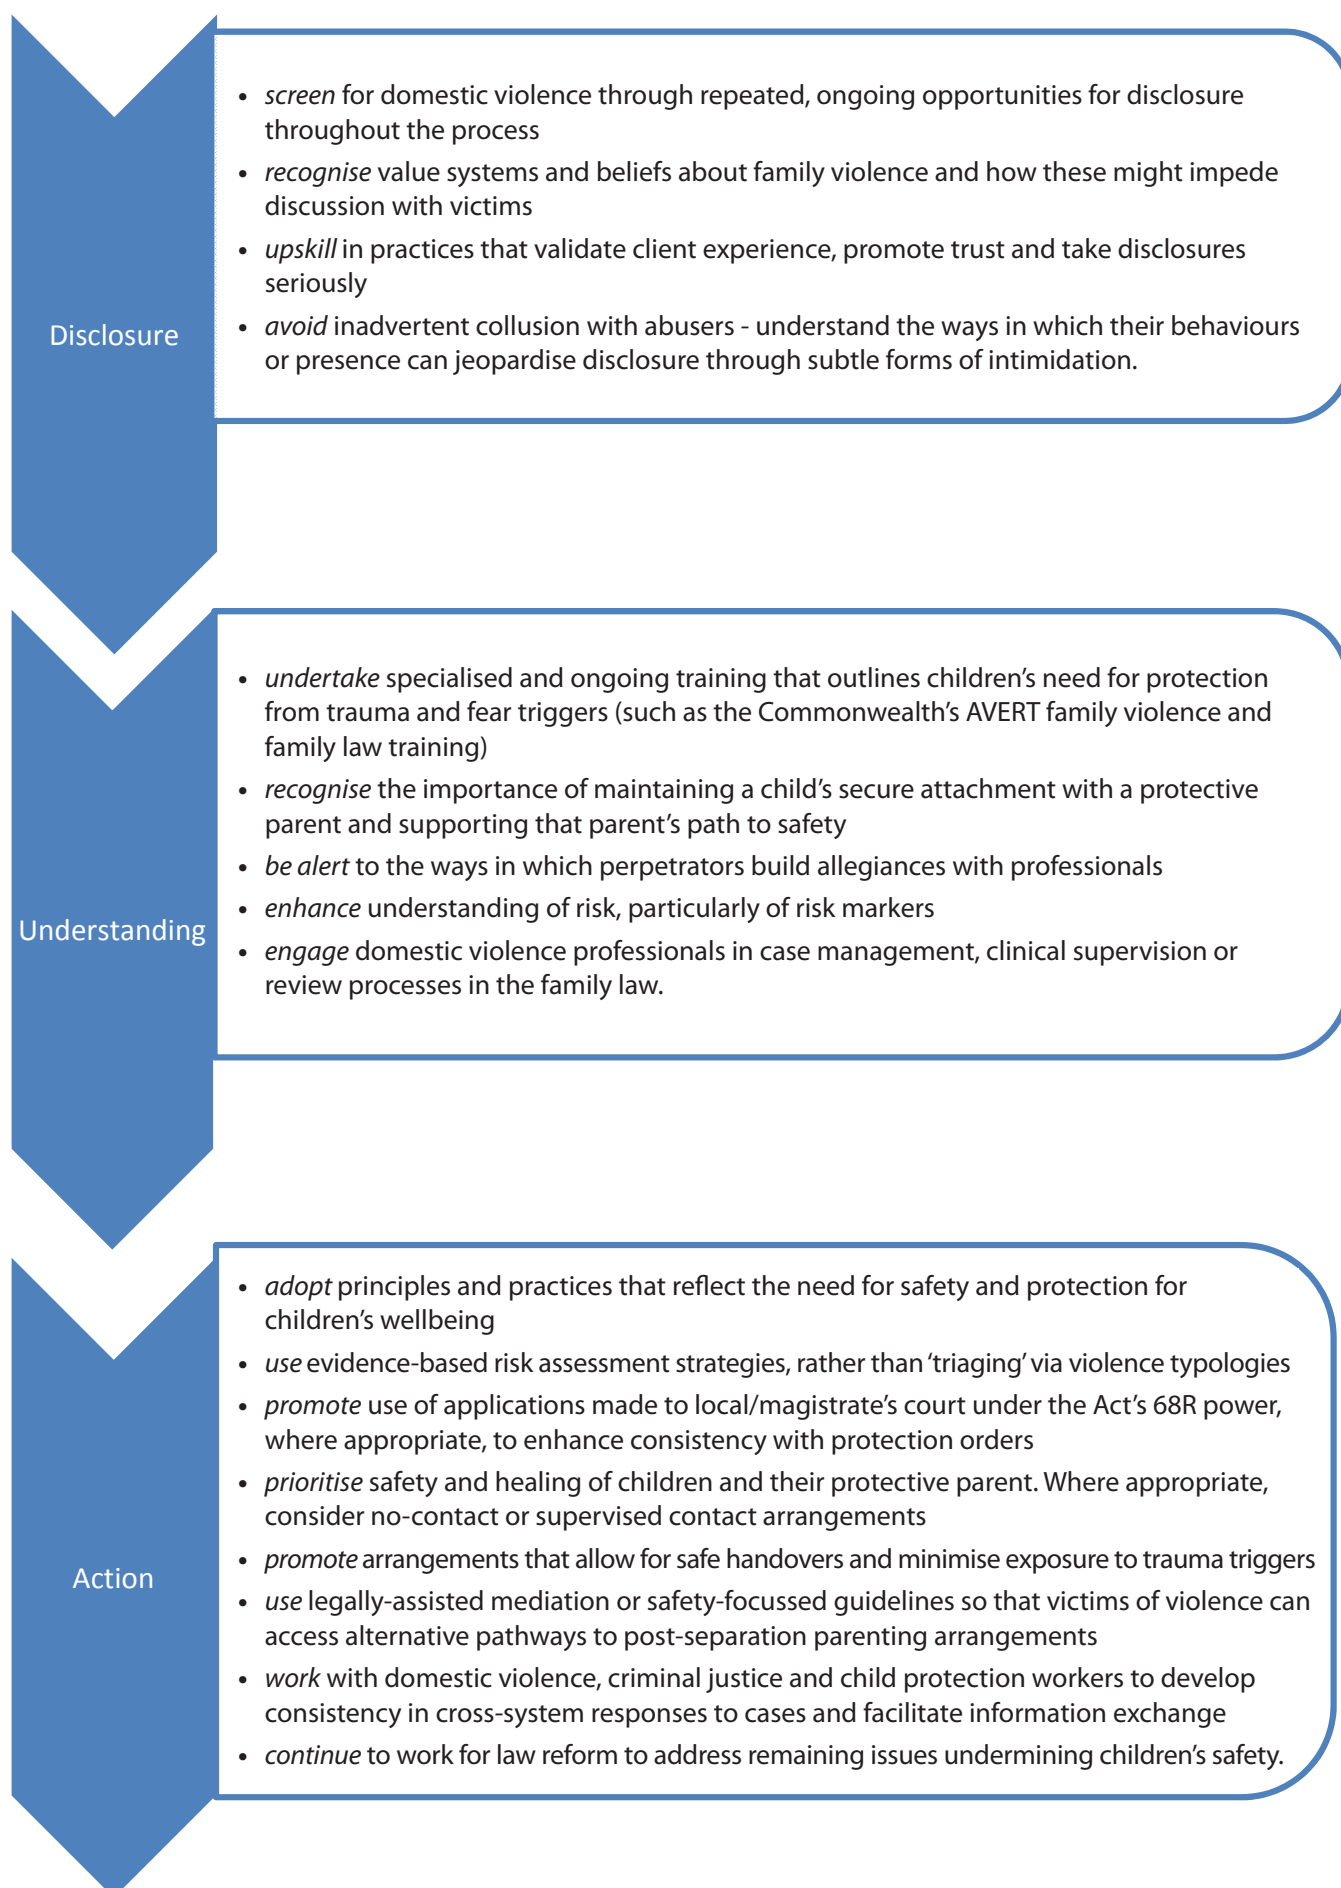 • screen for domestic violence through repeated, ongoing opportunities for disclosure
throughout the process
• recognise value systems and beliefs about family violence and how these might impede
discussion with victims
• upskill in practices that validate client experience, promote trust and take disclosures
seriously
Disclosure
• avoid inadvertent collusion with abusers - understand the ways in which their behaviours
or presence can jeopardise disclosure through subtle forms of intimidation.
• undertake specialised and ongoing training that outlines children’s need for protection
from trauma and fear triggers (such as the Commonwealth’s AVERT family violence and
family law training)
• recognise the importance of maintaining a child’s secure attachment with a protective
parent and supporting that parent’s path to safety
• be alert to the ways in which perpetrators build allegiances with professionals
Understanding
• enhance understanding of risk, particularly of risk markers
• engage domestic violence professionals in case management, clinical supervision or
review processes in the family law.
• adopt principles and practices that reflect the need for safety and protection for
children’s wellbeing
• use evidence-based risk assessment strategies, rather than ‘triaging’ via violence typologies
• promote use of applications made to local/magistrate’s court under the Act’s 68R power,
where appropriate, to enhance consistency with protection orders
• prioritise safety and healing of children and their protective parent. Where appropriate,
consider no-contact or supervised contact arrangements
Action
• promote arrangements that allow for safe handovers and minimise exposure to trauma triggers
• use legally-assisted mediation or safety-focussed guidelines so that victims of violence can
access alternative pathways to post-separation parenting arrangements
• work with domestic violence, criminal justice and child protection workers to develop
consistency in cross-system responses to cases and facilitate information exchange
• continue to work for law reform to address remaining issues undermining children’s safety.